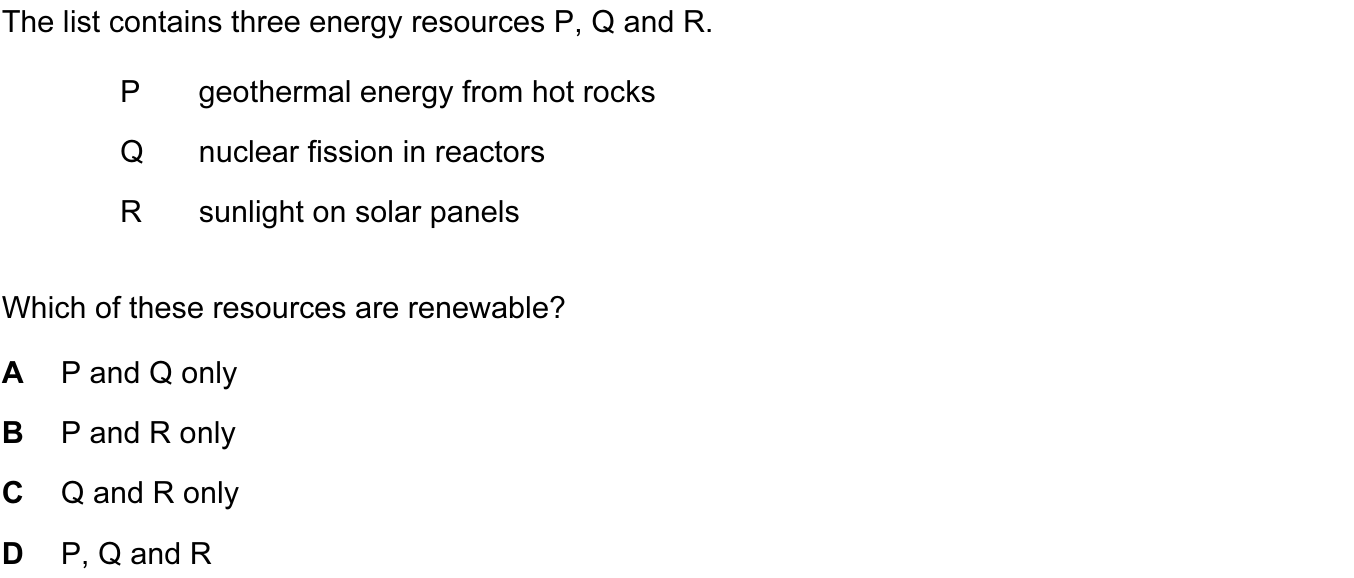 The list contains three energy resources P, Q and R.
P geothermal energy from hot rocks
Q nuclear fission in reactors
R sunlight on solar panels
Which of these resources are renewable?
A P and Q only
B P and R only
C Q and R only
D P, Q and R